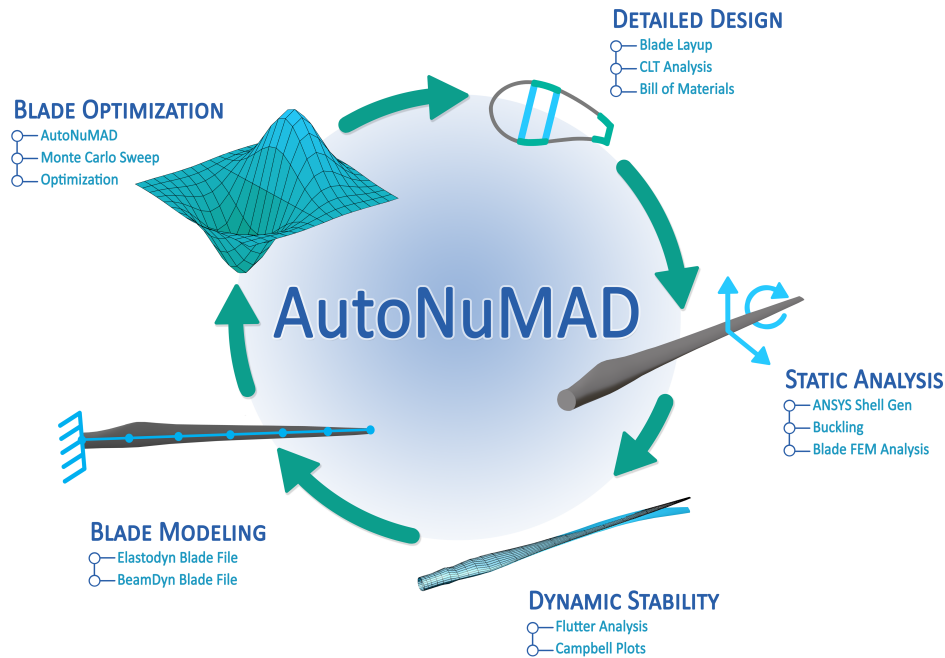 DETAILED DESIGN
Blade Layup
CLT Analysis
Bill of Materials
BLADE OPTIMIZATION
AutoNuMAD
Monte Carlo Sweep
Optimization
AutoNuMAD
STATIC ANALYSIS
ANSYS Shell Gen
Buckling
Blade FEM Analysis
BLADE MODELING
Elastodyn Blade File
BeamDyn Blade File
DYNAMIC STABILITY
Flutter Analysis
Campbell Plots